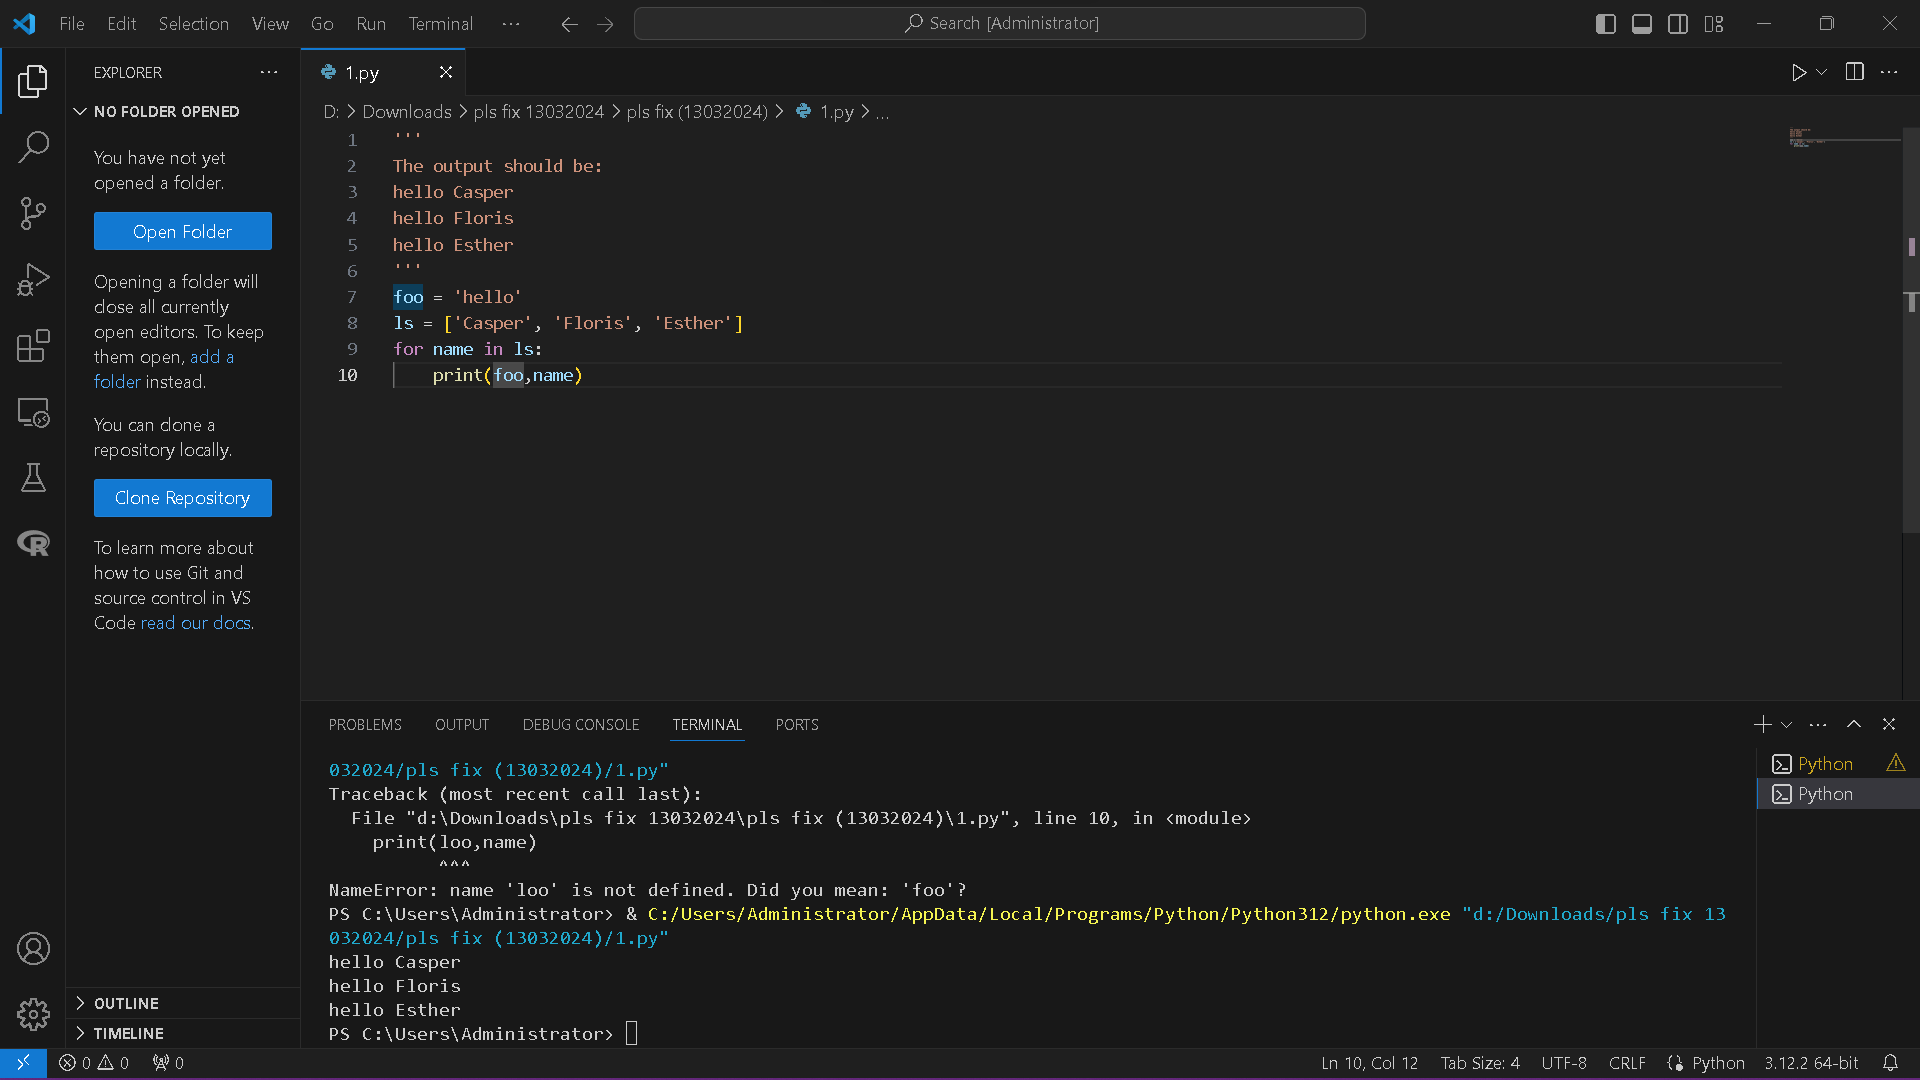 File Edit Selection View Go Run Terminal ...
Search [Administrator]
EXPLORER ...
NO FOLDER OPENED
You have not yet
opened a folder.
Open Folder
Opening a folder will
close all currently
open editors. To keep
them open, add a
folder instead.
You can clone a
repository locally.
Clone Repository
To learn more about
how to use Git and
source control in VS
Code read our docs.
OUTLINE
TIMELINE
1.py
D: > Downloads > pls fix 13032024 > pls fix (13032024) > 1.py > ...
1 '''
2 The output should be:
3 hello Casper
4 hello Floris
5 hello Esther
6 '''
7 foo = 'hello'
8 ls = ['Casper', 'Floris', 'Esther']
9 for name in ls:
10     print(foo,name)
PROBLEMS OUTPUT DEBUG CONSOLE TERMINAL PORTS
032024/pls fix (13032024)/1.py"
Traceback (most recent call last):
  File "d:\Downloads\pls fix 13032024\pls fix (13032024)\1.py", line 10, in <module>
    print(loo,name)
          ^^^
NameError: name 'loo' is not defined. Did you mean: 'foo'?
PS C:\Users\Administrator> & C:/Users/Administrator/AppData/Local/Programs/Python/Python312/python.exe "d:/Downloads/pls fix 13
032024/pls fix (13032024)/1.py"
hello Casper
hello Floris
hello Esther
PS C:\Users\Administrator>
Python
Python
0 0 0
Ln 10, Col 12 Tab Size: 4 UTF-8 CRLF Python 3.12.2 64-bit